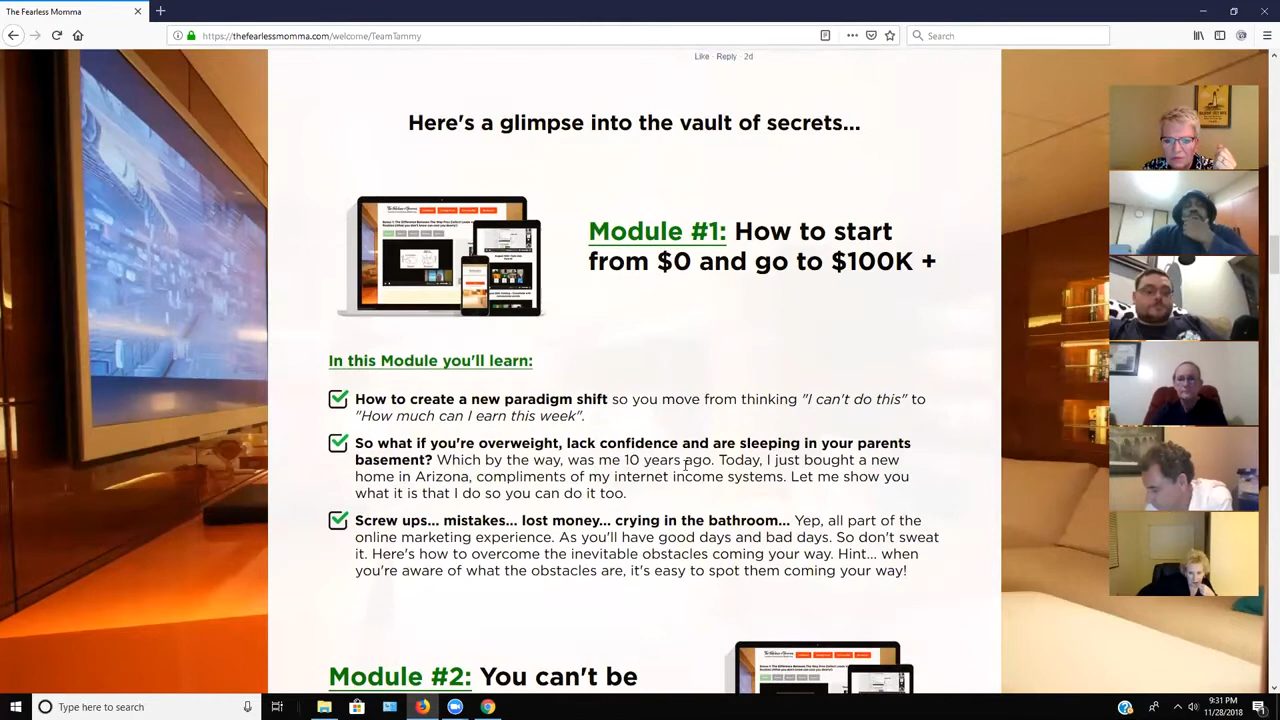 The Fearless Momma
https://thefearlessmomma.com/welcome/TeamTammy
Search
Like · Reply · 2d
Here's a glimpse into the vault of secrets...
Module #1: How to start
from $0 and go to $100K +
In this Module you'll learn:
How to create a new paradigm shift so you move from thinking "I can't do this" to
"How much can I earn this week".
So what if you're overweight, lack confidence and are sleeping in your parents
basement? Which by the way, was me 10 years ago. Today, I just bought a new
home in Arizona, compliments of my internet income systems. Let me show you
what it is that I do so you can do it too.
Screw ups... mistakes... lost money... crying in the bathroom... Yep, all part of the
online marketing experience. As you'll have good days and bad days. So don't sweat
it. Here's how to overcome the inevitable obstacles coming your way. Hint... when
you're aware of what the obstacles are, it's easy to spot them coming your way!
Module #2: You can't be
Type here to search
9:31 PM
11/28/2018